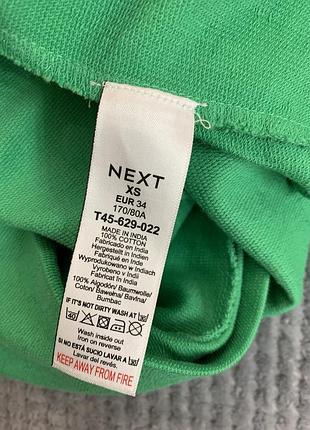 NEXT
XS
EUR 34
170/80A
T45-629-022
MADE IN INDIA
100% COTTON
Fabricado en India
Hergestellt in Indien
Wyprodukowano w Indiach
Vyrobeno v Indii
Fabricat în India
100% Algodón/ Baumwolle/
Coton/ Bawełna/ Bavlna/
Bumbac
IF IT'S NOT DIRTY WASH AT
Wash inside out
Iron on reverse
SI NO ESTÁ SUCIO LAVAR A
Lavar del revés.
KEEP AWAY FROM FIRE